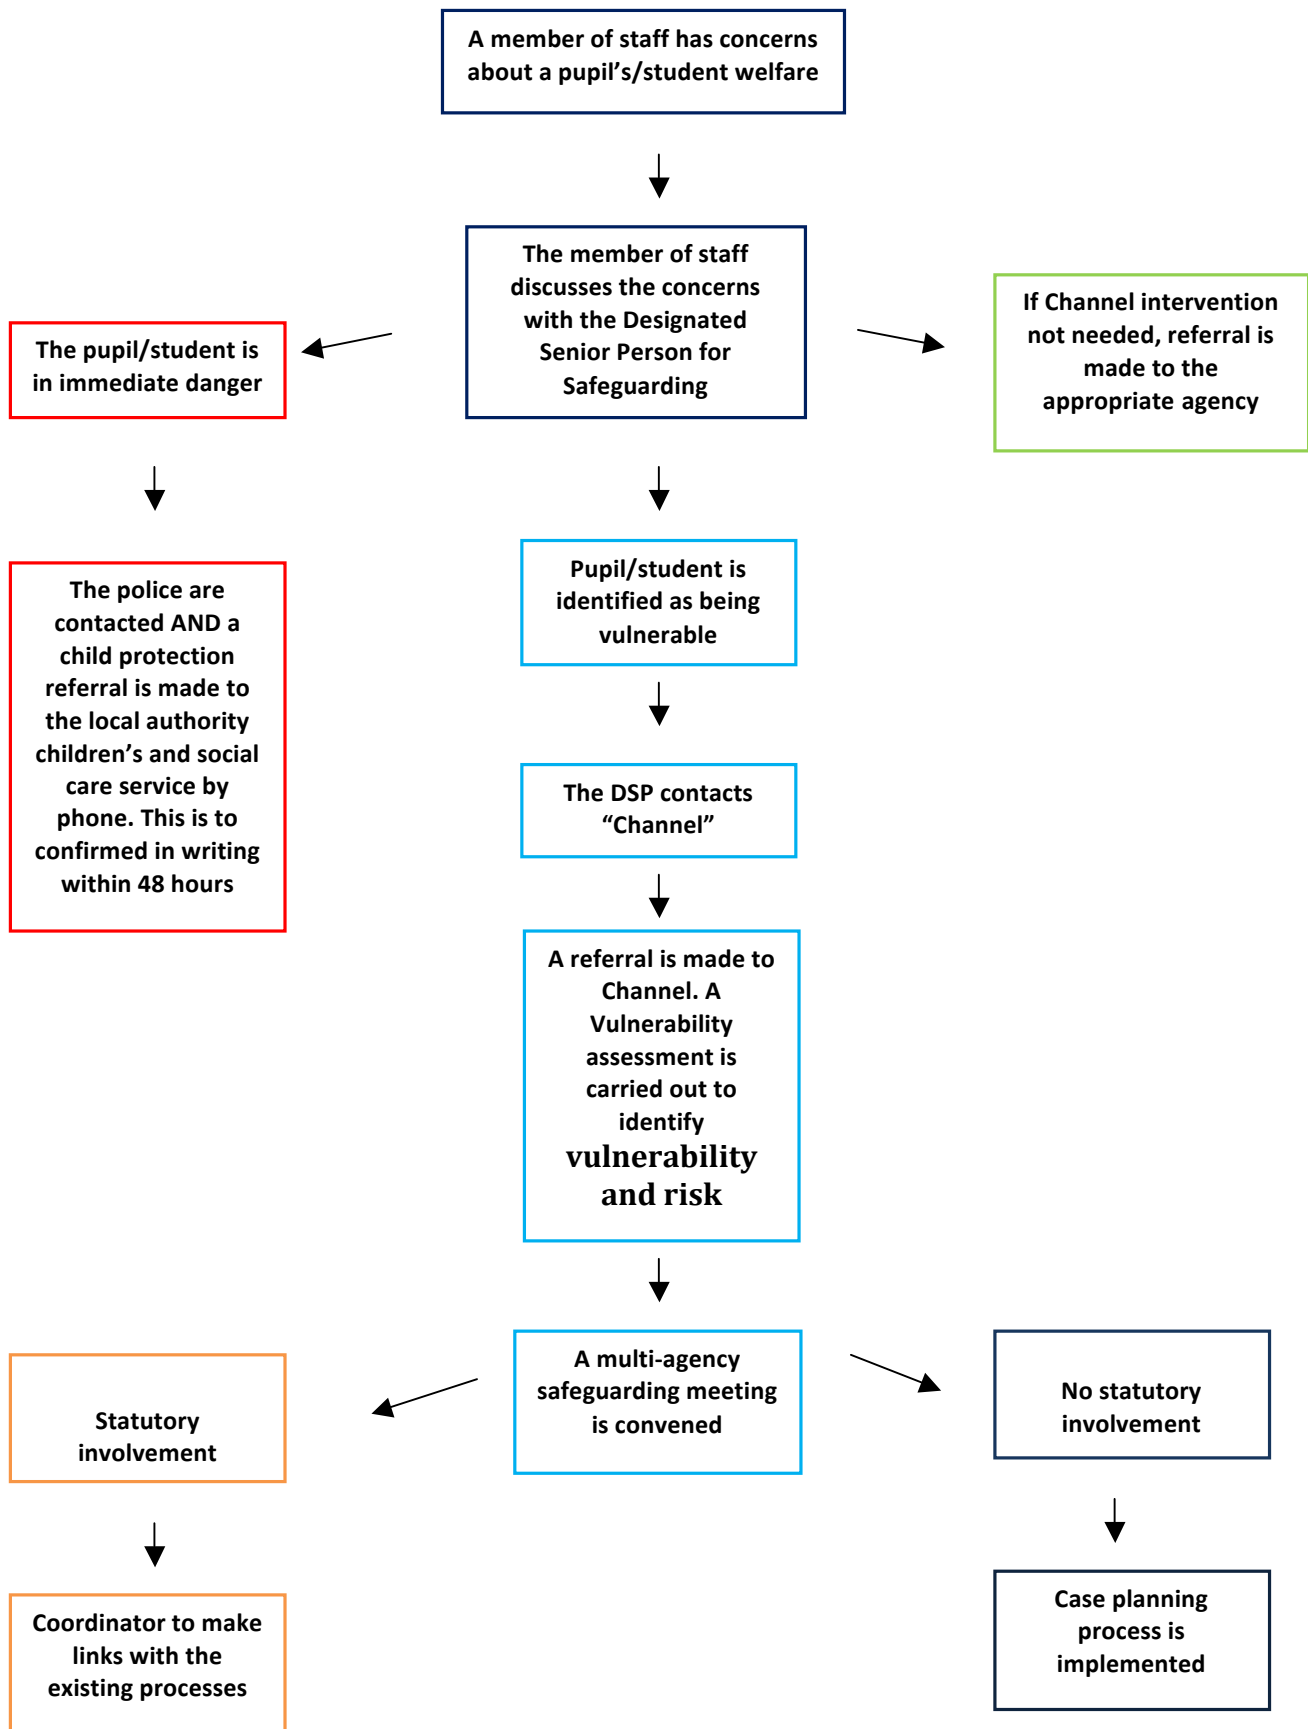 A member of staff has concerns
about a pupil’s/student welfare
The member of staff
discusses the concerns
with the Designated
Senior Person for
Safeguarding
The pupil/student is
in immediate danger
If Channel intervention
not needed, referral is
made to the
appropriate agency
The police are
contacted AND a
child protection
referral is made to
the local authority
children’s and social
care service by
phone. This is to
confirmed in writing
within 48 hours
Pupil/student is
identified as being
vulnerable
The DSP contacts
“Channel”
A referral is made to
Channel. A
Vulnerability
assessment is
carried out to
identify
vulnerability
and risk
A multi-agency
safeguarding meeting
is convened
Statutory
involvement
No statutory
involvement
Coordinator to make
links with the
existing processes
Case planning
process is
implemented